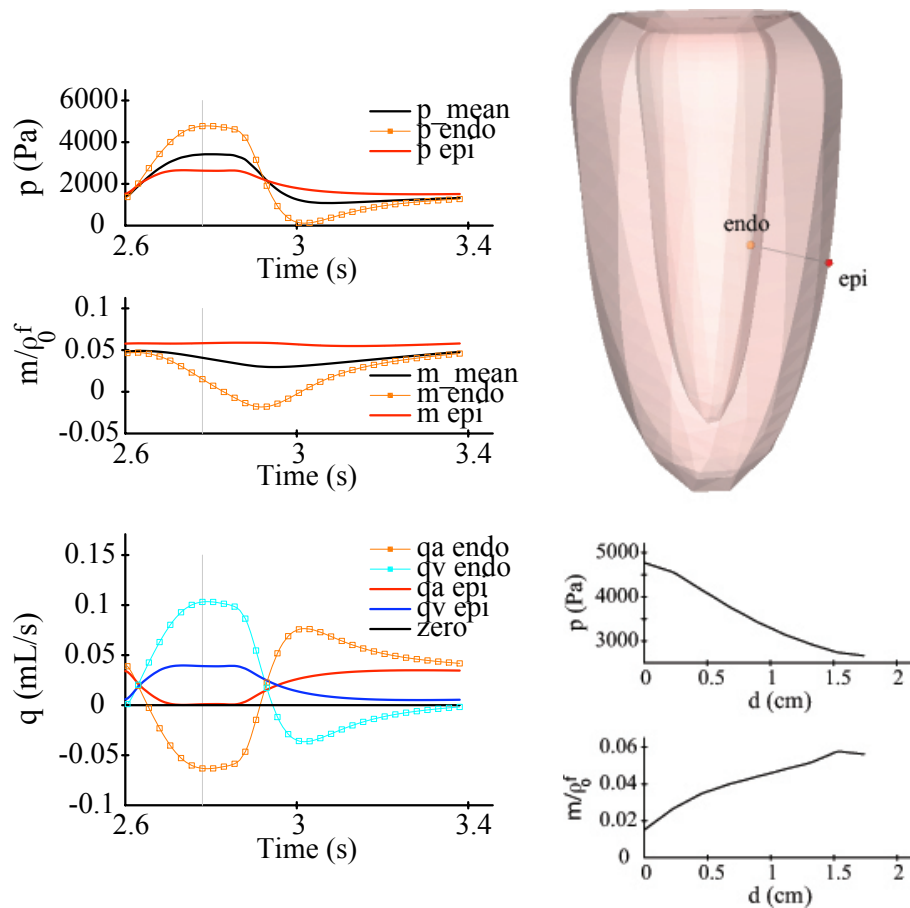 6000
4000
2000
0
p (Pa)
p_mean
p_endo
p epi
2.6
3
3.4
Time (s)
0.1
0.05
0
-0.05
m/ρ₀ᶠ
m_mean
m_endo
m epi
2.6
3
3.4
Time (s)
0.15
0.1
0.05
0
-0.05
-0.1
q (mL/s)
qa endo
qv endo
qa epi
qv epi
zero
2.6
3
3.4
Time (s)
endo
epi
5000
4000
3000
p (Pa)
0
0.5
1
1.5
2
d (cm)
0.06
0.04
0.02
0
m/ρ₀ᶠ
0
0.5
1
1.5
2
d (cm)